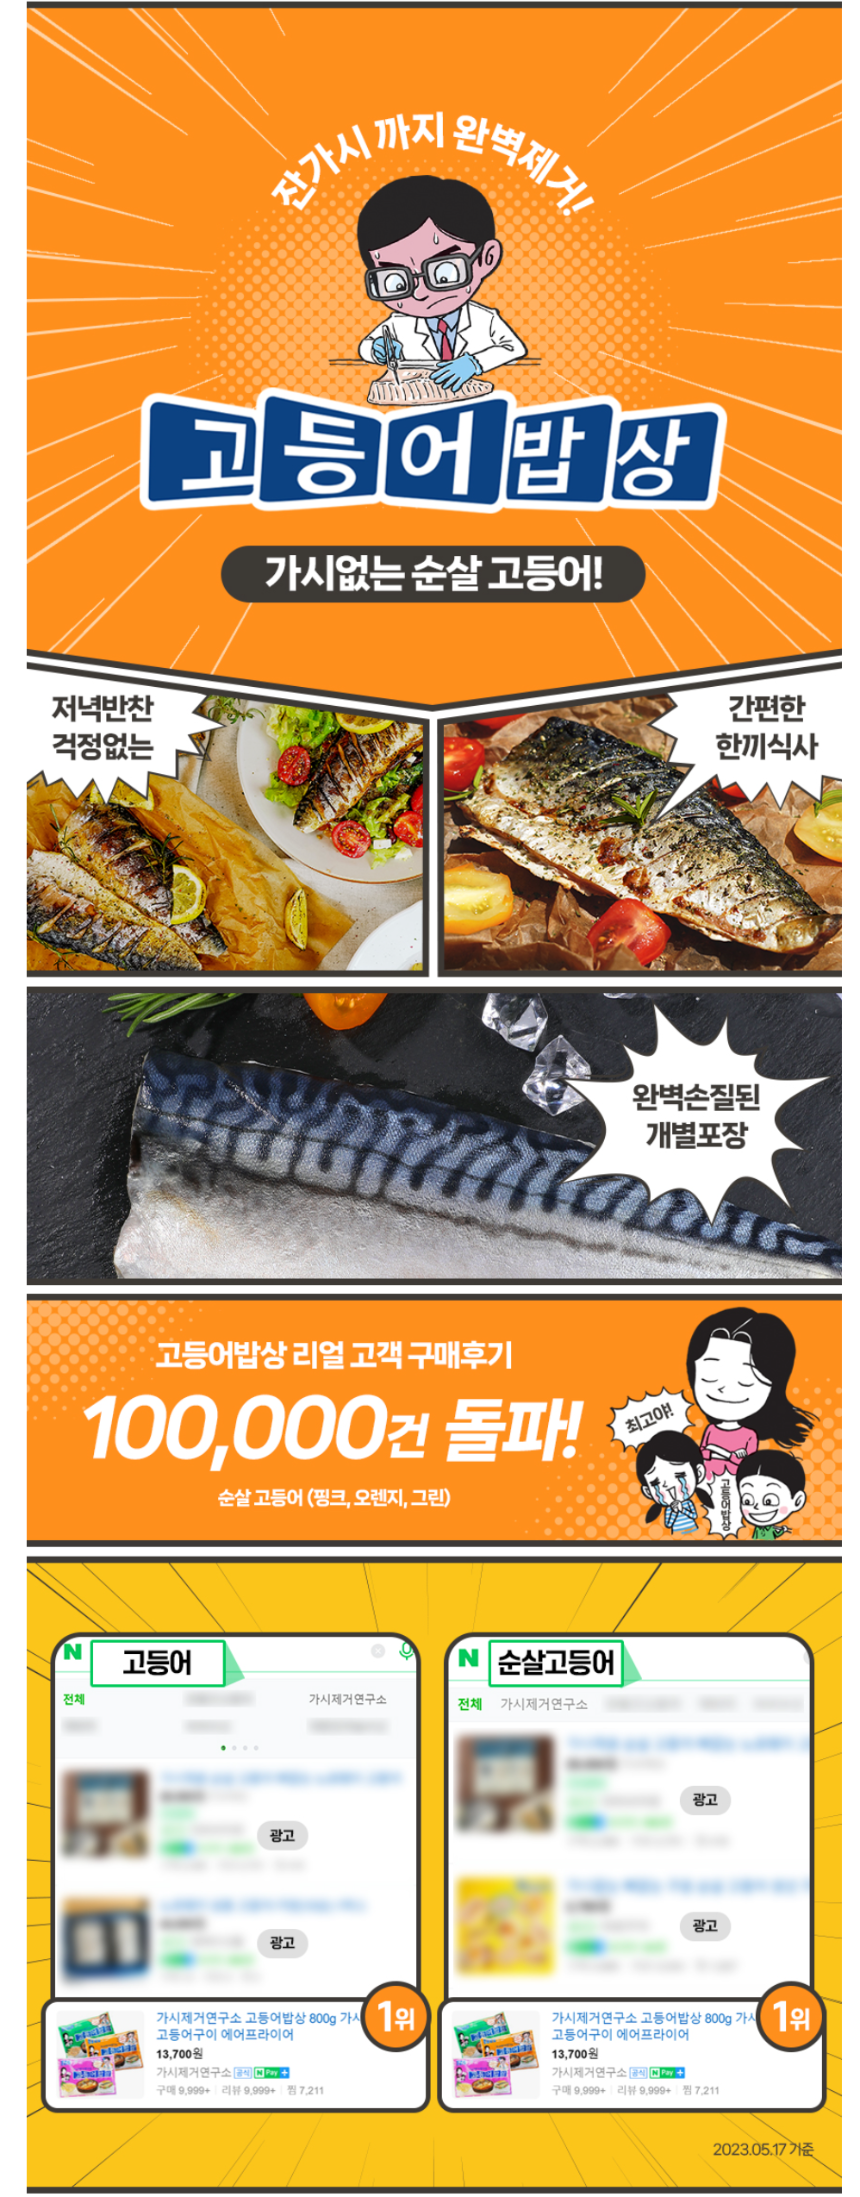 잔가시 까지 완벽제거!
고등어밥상
가시없는 순살 고등어!
저녁반찬
걱정없는
간편한
한끼식사
완벽손질된
개별포장
고등어밥상 리얼 고객 구매후기
100,000건 돌파!
순살 고등어 (핑크, 오렌지, 그린)
최고야!
고등어밥상
N 고등어
전체
가시제거연구소
광고
광고
1위
가시제거연구소 고등어밥상 800g 가시
고등어구이 에어프라이어
13,700원
가시제거연구소 공식 N Pay +
구매 9,999+ 리뷰 9,999+ 찜 7,211
N 순살고등어
전체 가시제거연구소
광고
광고
1위
가시제거연구소 고등어밥상 800g 가시
고등어구이 에어프라이어
13,700원
가시제거연구소 공식 N Pay +
구매 9,999+ 리뷰 9,999+ 찜 7,211
2023.05.17 기준